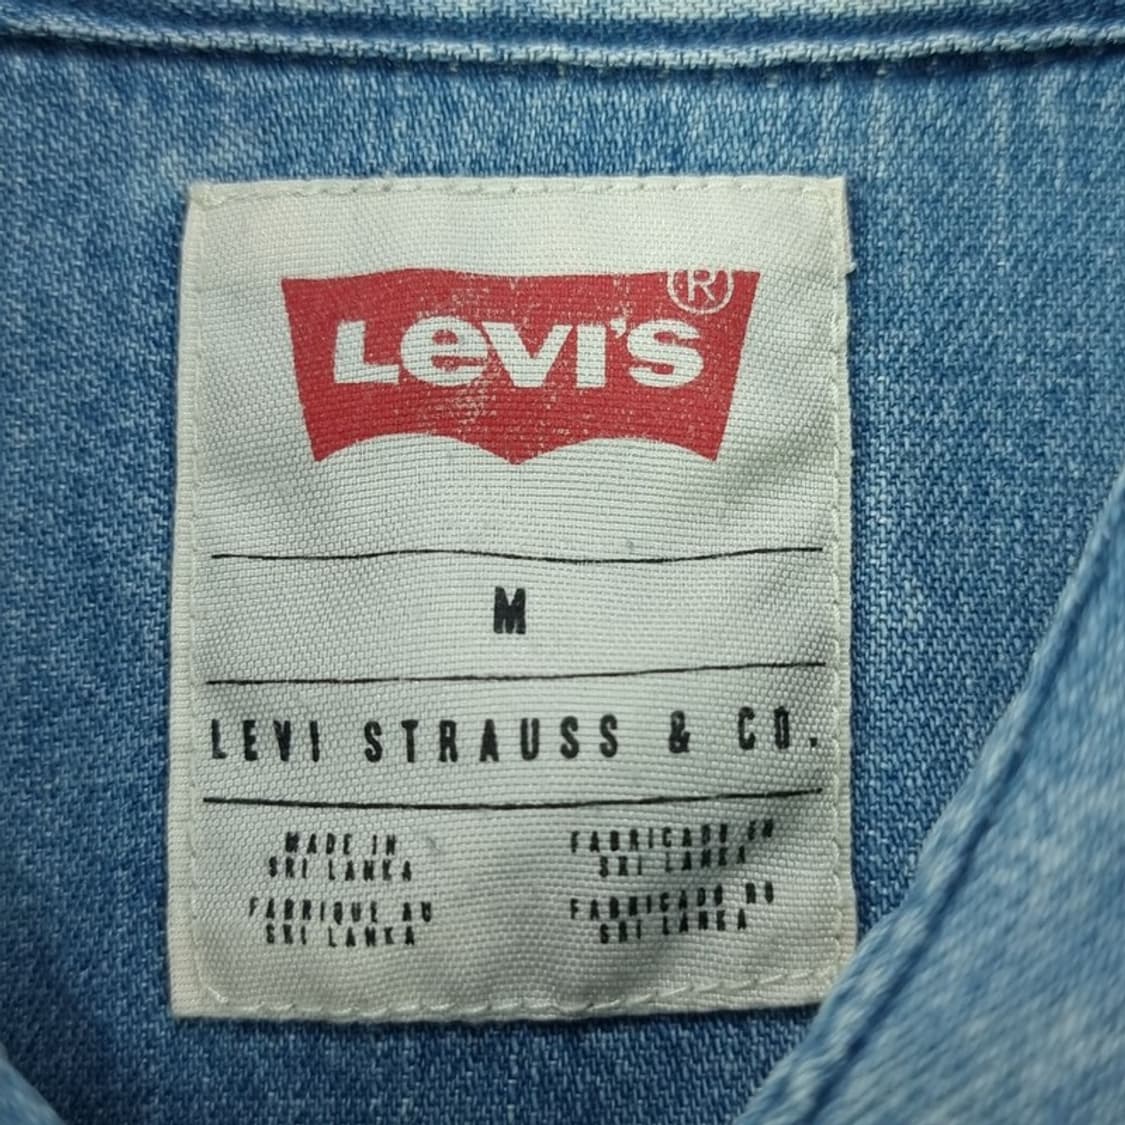 Levi's®
M
LEVI STRAUSS & CO.
MADE IN
SRI LANKA
FABRIQUE AU
SRI LANKA
FABRICADO EN
SRI LANKA
FABRICADO NO
SRI LANKA